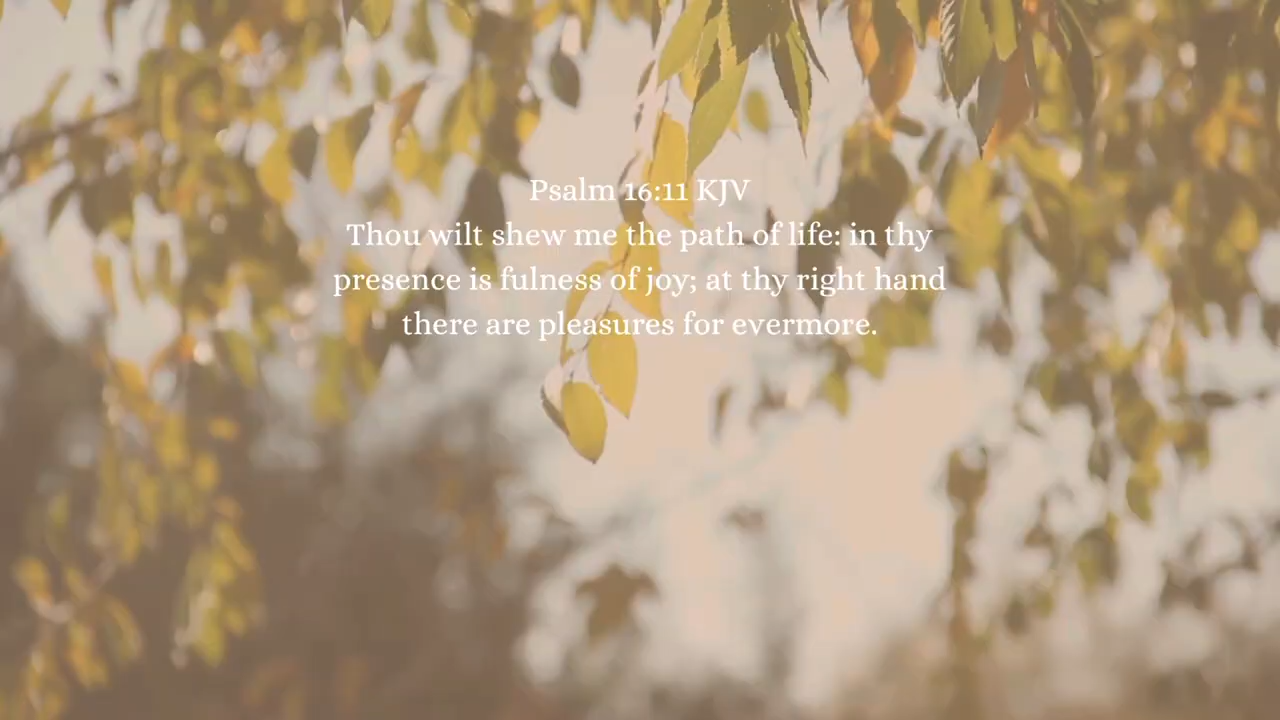 Psalm 16:11 KJV
Thou wilt shew me the path of life: in thy
presence is fulness of joy; at thy right hand
there are pleasures for evermore.